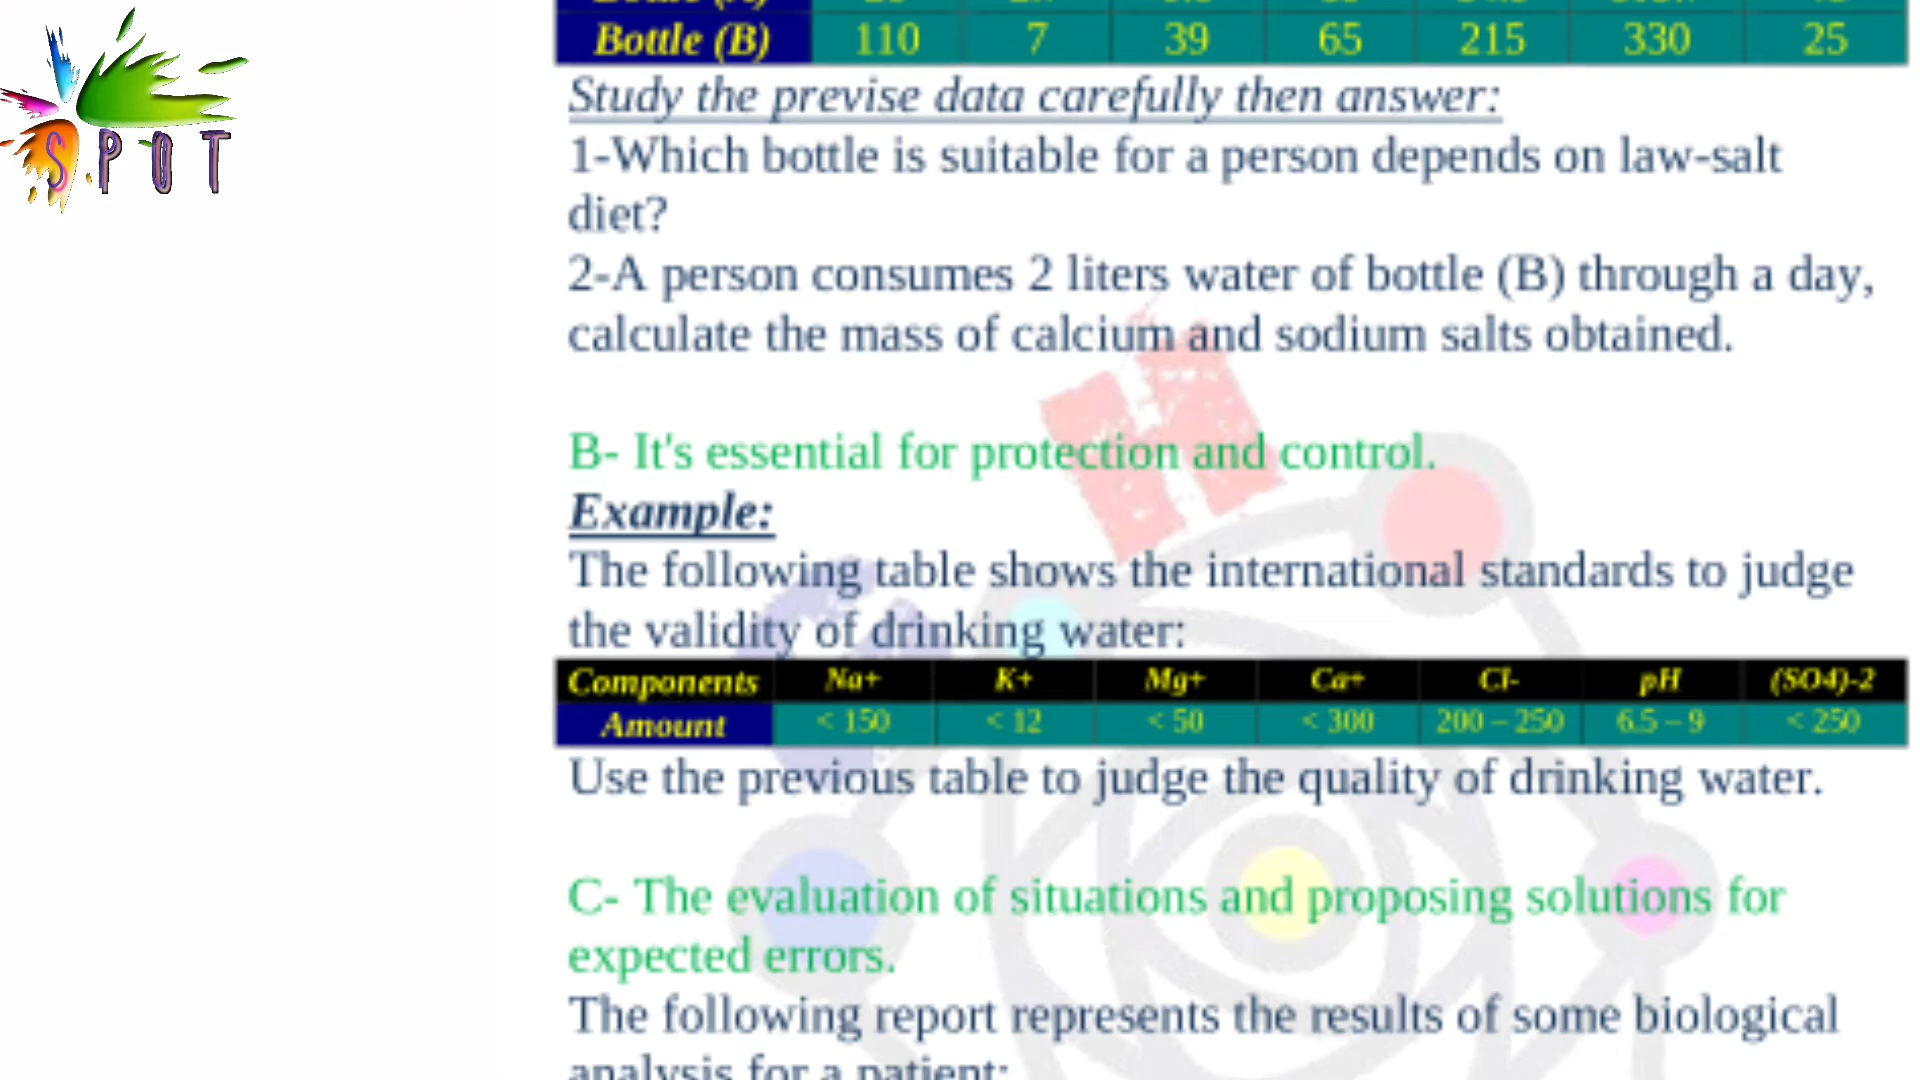 SPOT
Bottle (B) 110 7 39 65 215 330 25
Study the previse data carefully then answer:
1-Which bottle is suitable for a person depends on law-salt
diet?
2-A person consumes 2 liters water of bottle (B) through a day,
calculate the mass of calcium and sodium salts obtained.
B- It's essential for protection and control.
Example:
The following table shows the international standards to judge
the validity of drinking water:
Components Na+ K+ Mg+ Ca+ Cl- pH (SO4)-2
Amount < 150 < 12 < 50 < 300 200 – 250 6.5 – 9 < 250
Use the previous table to judge the quality of drinking water.
C- The evaluation of situations and proposing solutions for
expected errors.
The following report represents the results of some biological
analysis for a patient: